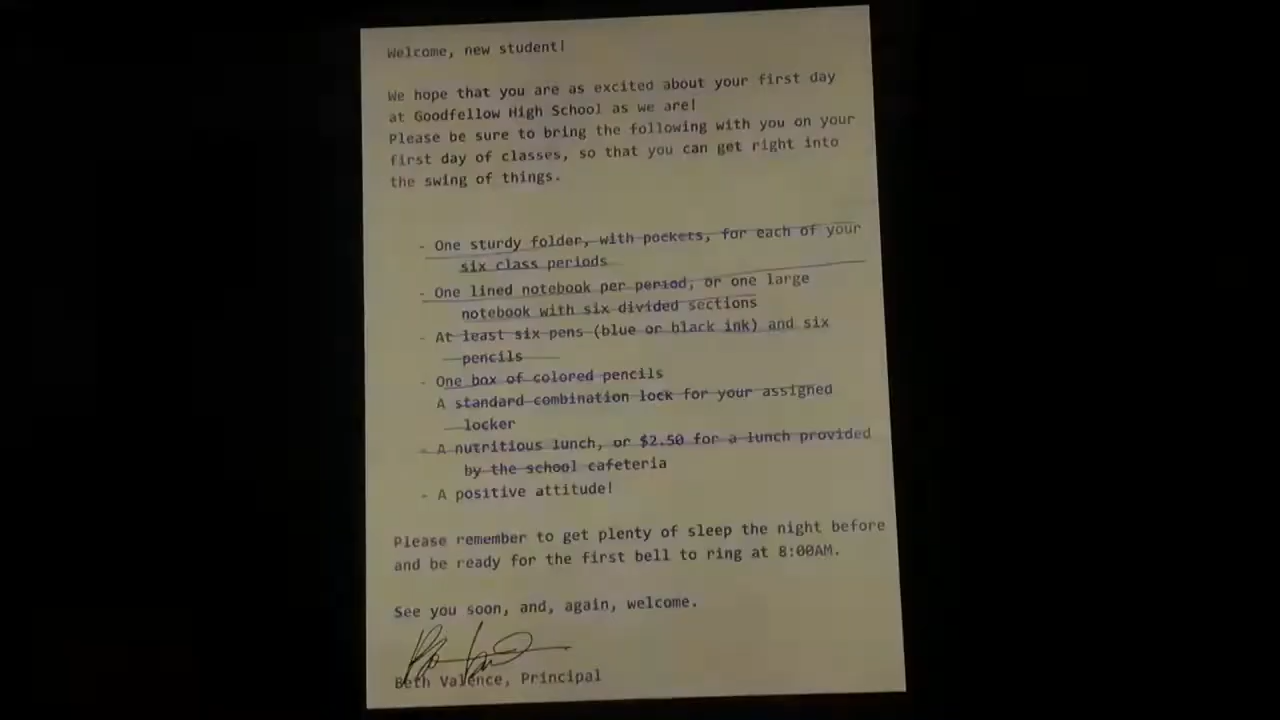 Welcome, new student!
We hope that you are as excited about your first day
at Goodfellow High School as we are!
Please be sure to bring the following with you on your
first day of classes, so that you can get right into
the swing of things.
- One sturdy folder, with pockets, for each of your
six class periods
- One lined notebook per period, or one large
notebook with six divided sections
- At least six pens (blue or black ink) and six
pencils
- One box of colored pencils
A standard combination lock for your assigned
locker
- A nutritious lunch, or $2.50 for a lunch provided
by the school cafeteria
- A positive attitude!
Please remember to get plenty of sleep the night before
and be ready for the first bell to ring at 8:00AM.
See you soon, and, again, welcome.
Beth Valence, Principal